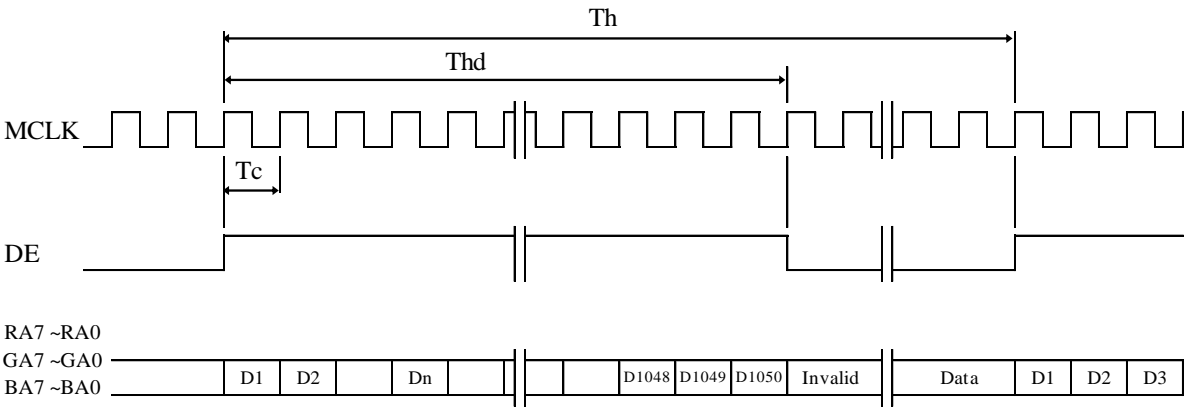 Th
Thd
MCLK
Tc
DE
RA7 ~RA0
GA7 ~GA0
BA7 ~BA0
D1 D2 Dn D1048 D1049 D1050 Invalid Data D1 D2 D3